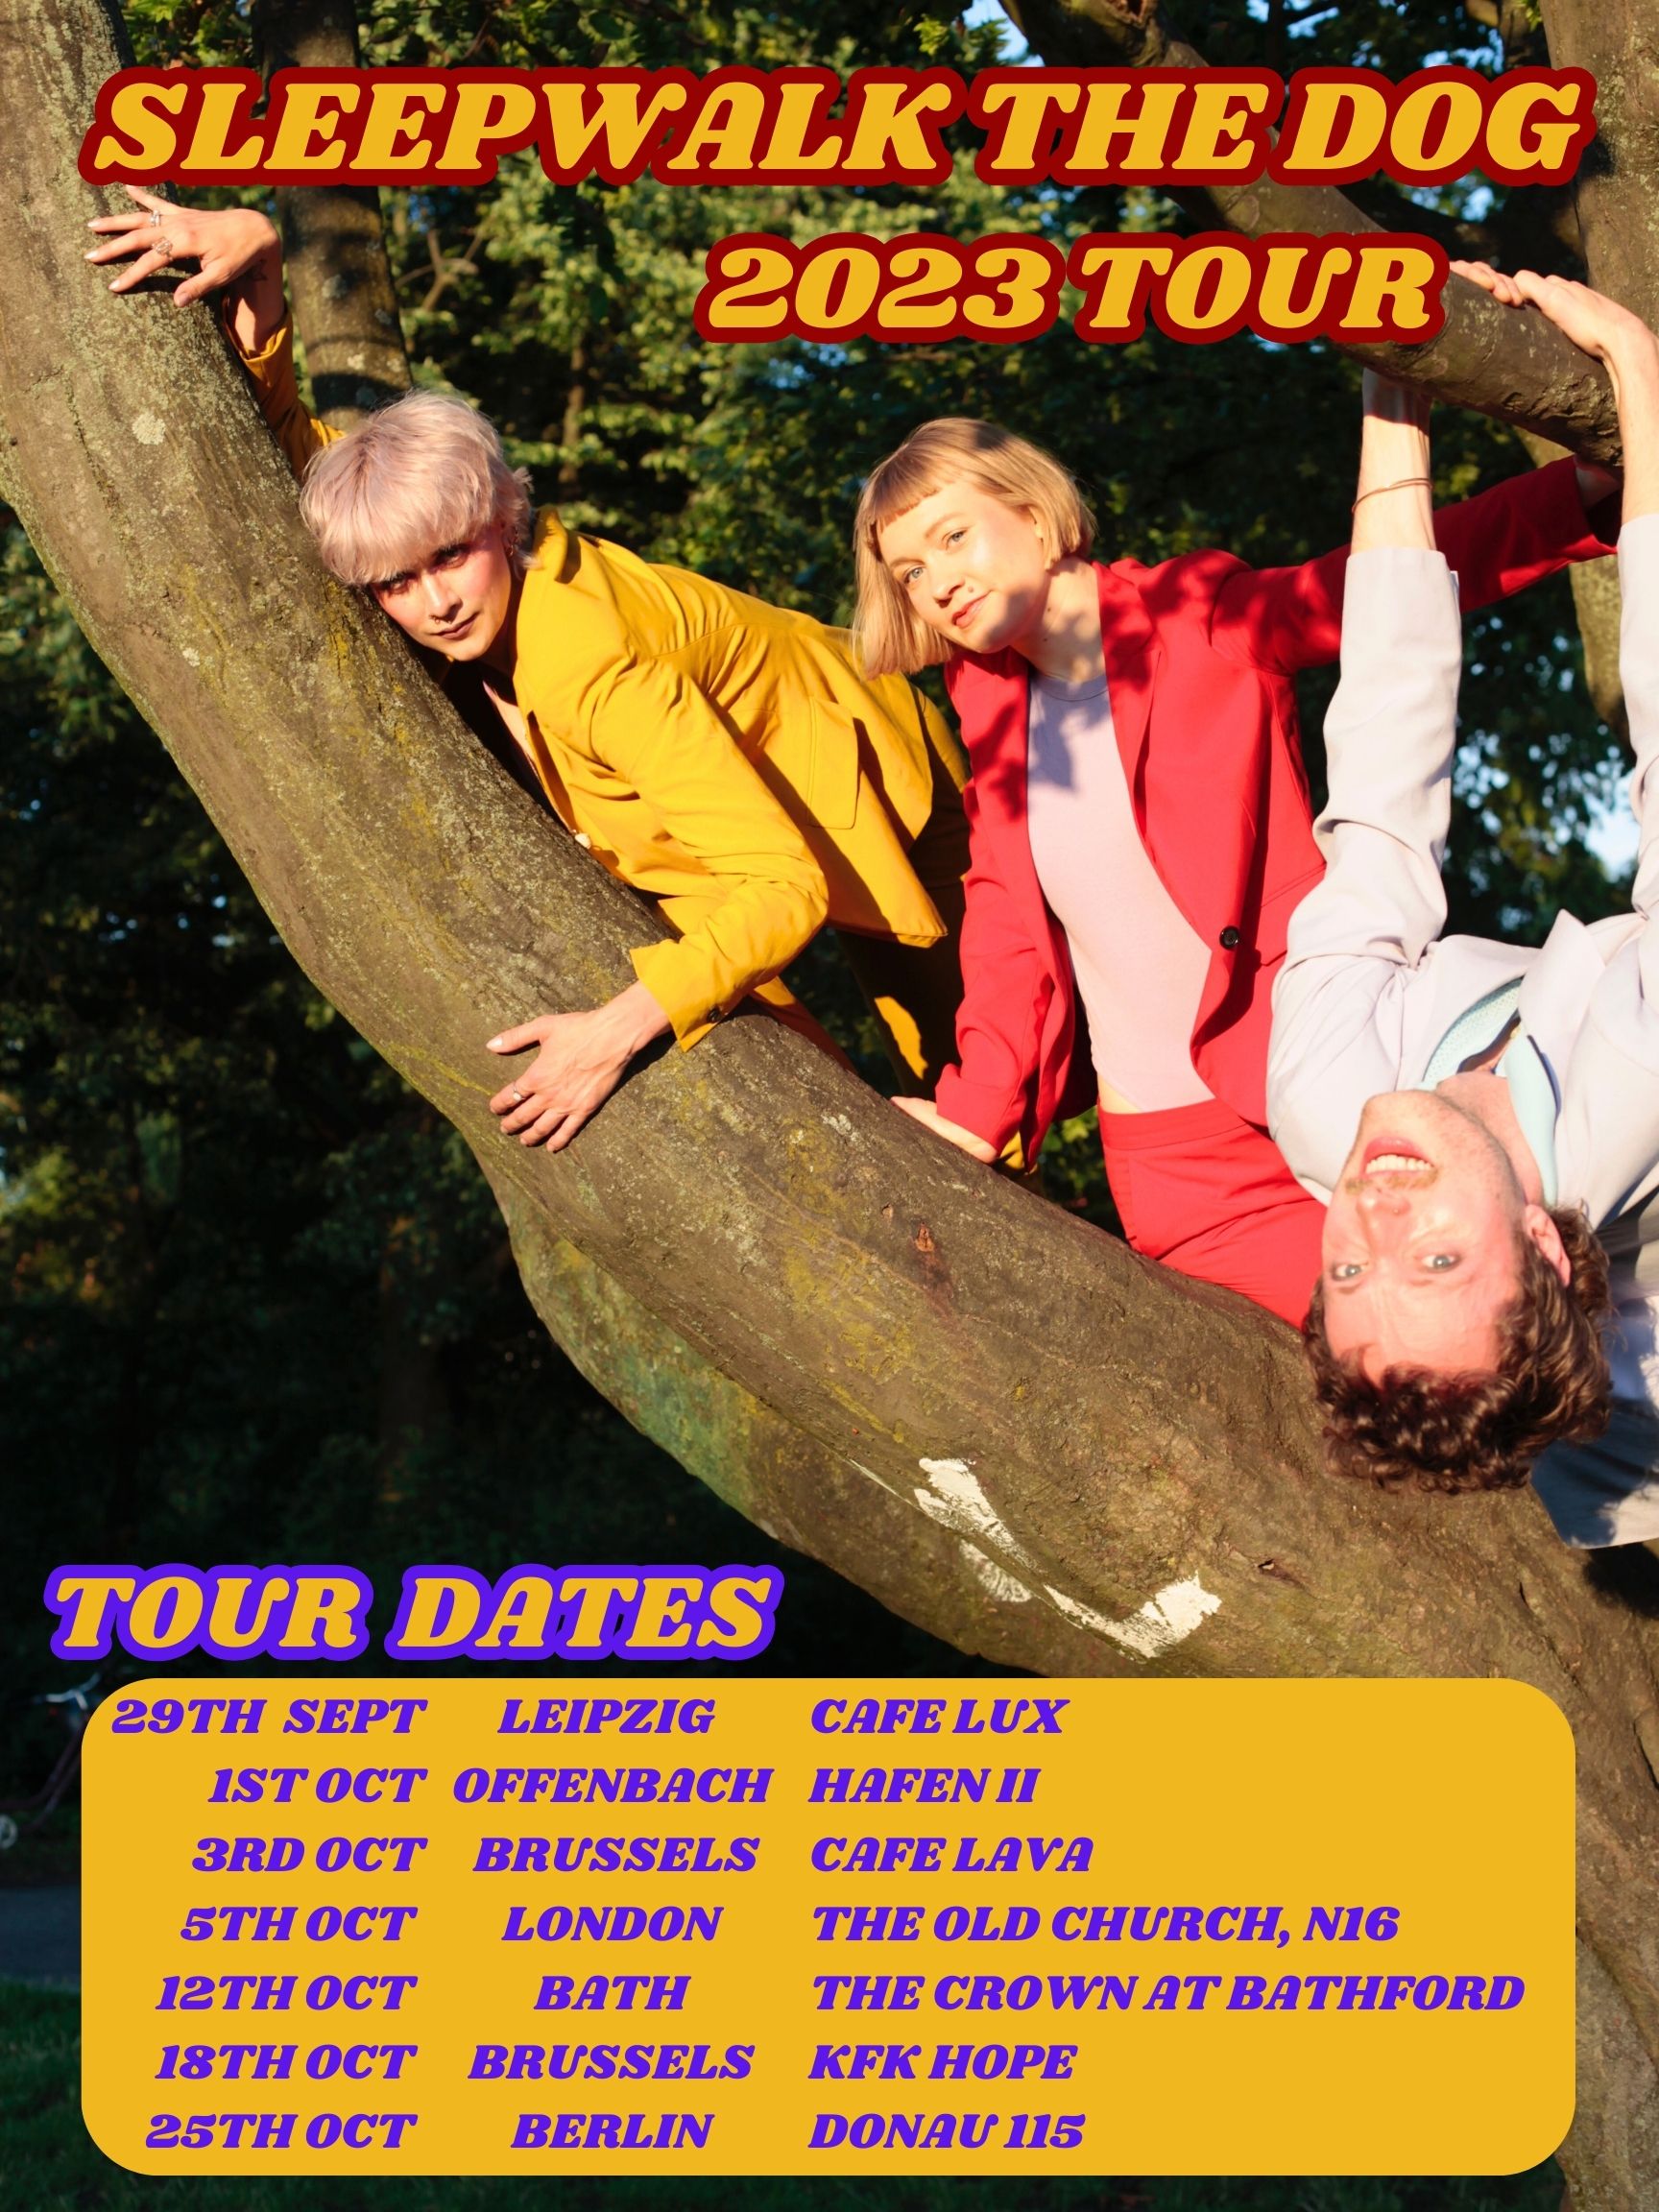 SLEEPWALK THE DOG
2023 TOUR
TOUR DATES
29TH SEPT LEIPZIG CAFE LUX
1ST OCT OFFENBACH HAFEN II
3RD OCT BRUSSELS CAFE LAVA
5TH OCT LONDON THE OLD CHURCH, N16
12TH OCT BATH THE CROWN AT BATHFORD
18TH OCT BRUSSELS KFK HOPE
25TH OCT BERLIN DONAU 115